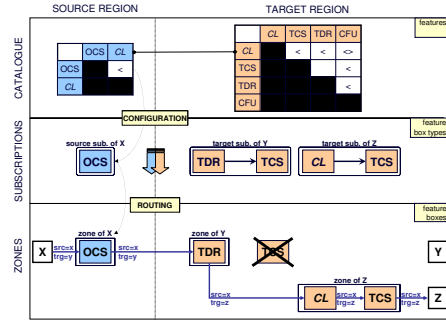 SOURCE REGION
TARGET REGION
features
CATALOGUE
OCS CL
OCS <
CL
CL TCS TDR CFU
CL < < <>
TCS <
TDR <
CFU
CONFIGURATION
SUBSCRIPTIONS
feature
box types
source sub. of X
OCS
target sub. of Y
TDR TCS
target sub. of Z
CL TCS
ROUTING
feature
boxes
ZONES
X
src=x
trg=y
zone of X
OCS
src=x
trg=y
zone of Y
TDR
TCS
Y
src=x
trg=z
zone of Z
CL
src=x
trg=z
TCS
src=x
trg=z
Z